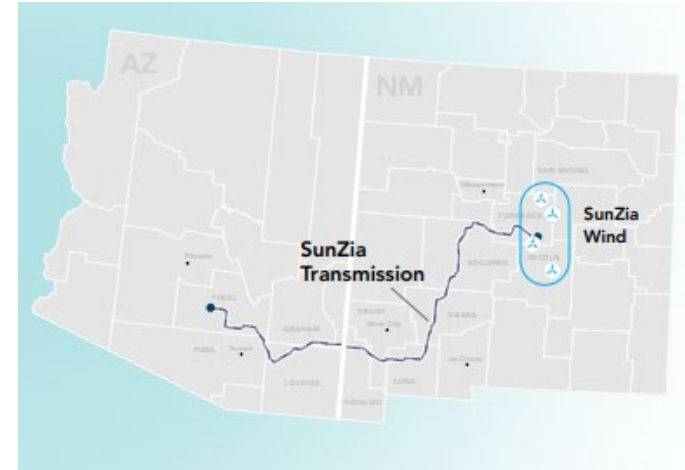 AZ
NM
SAN MIGUEL
Albuquerque
TORRANCE
SunZia
Wind
LINCOLN
SOCORRO
SunZia
Transmission
Phoenix
PINAL
GRANT
Silver City
SIERRA
GRAHAM
PIMA
Tucson
Las Cruces
COCHISE
LUNA
HIDALGO